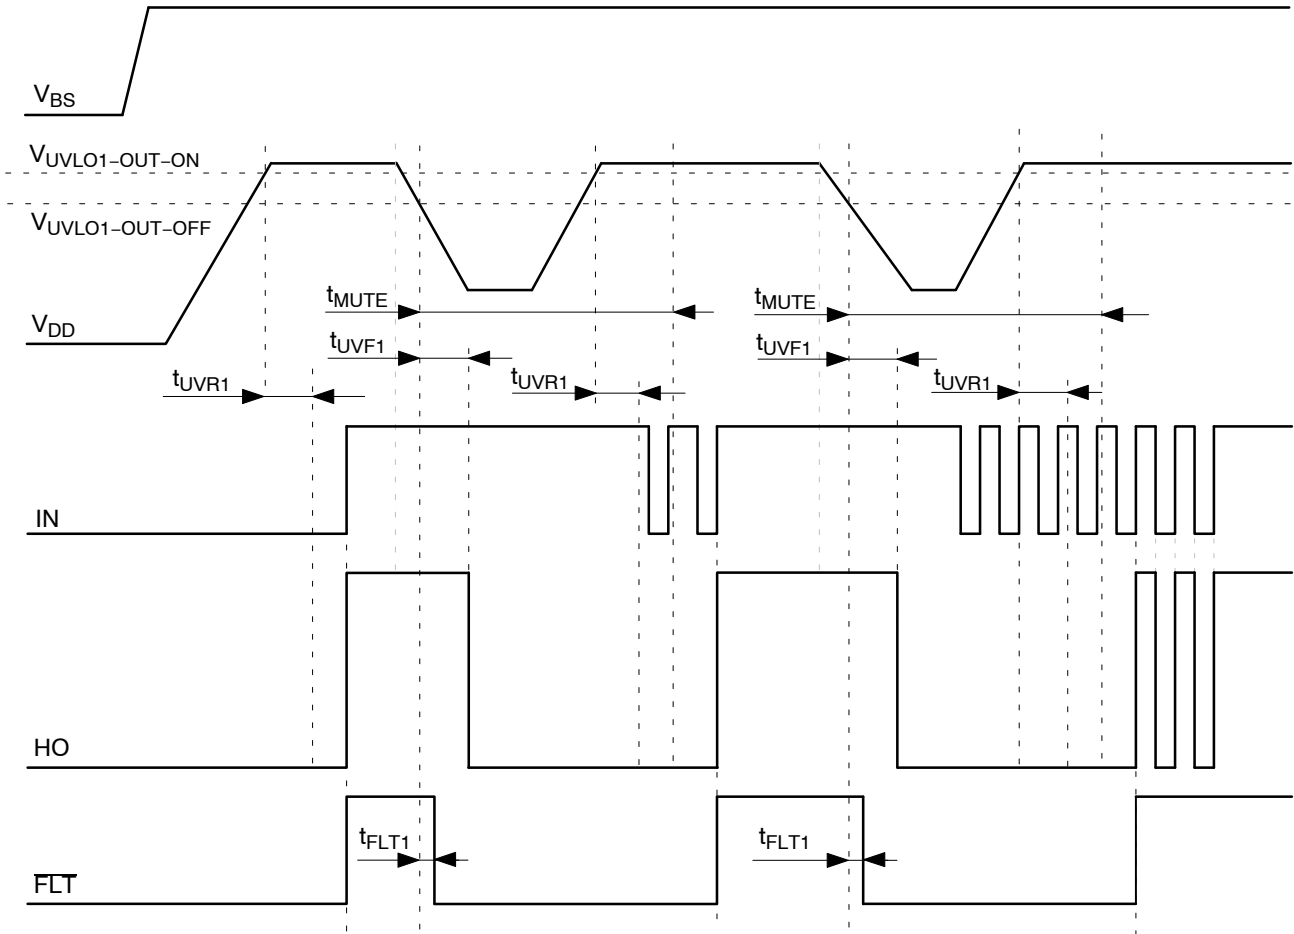 VBS
VUVLO1−OUT−ON
VUVLO1−OUT−OFF
tMUTE
tMUTE
VDD
tUVF1
tUVF1
tUVR1
tUVR1
tUVR1
IN
HO
tFLT1
tFLT1
FLT